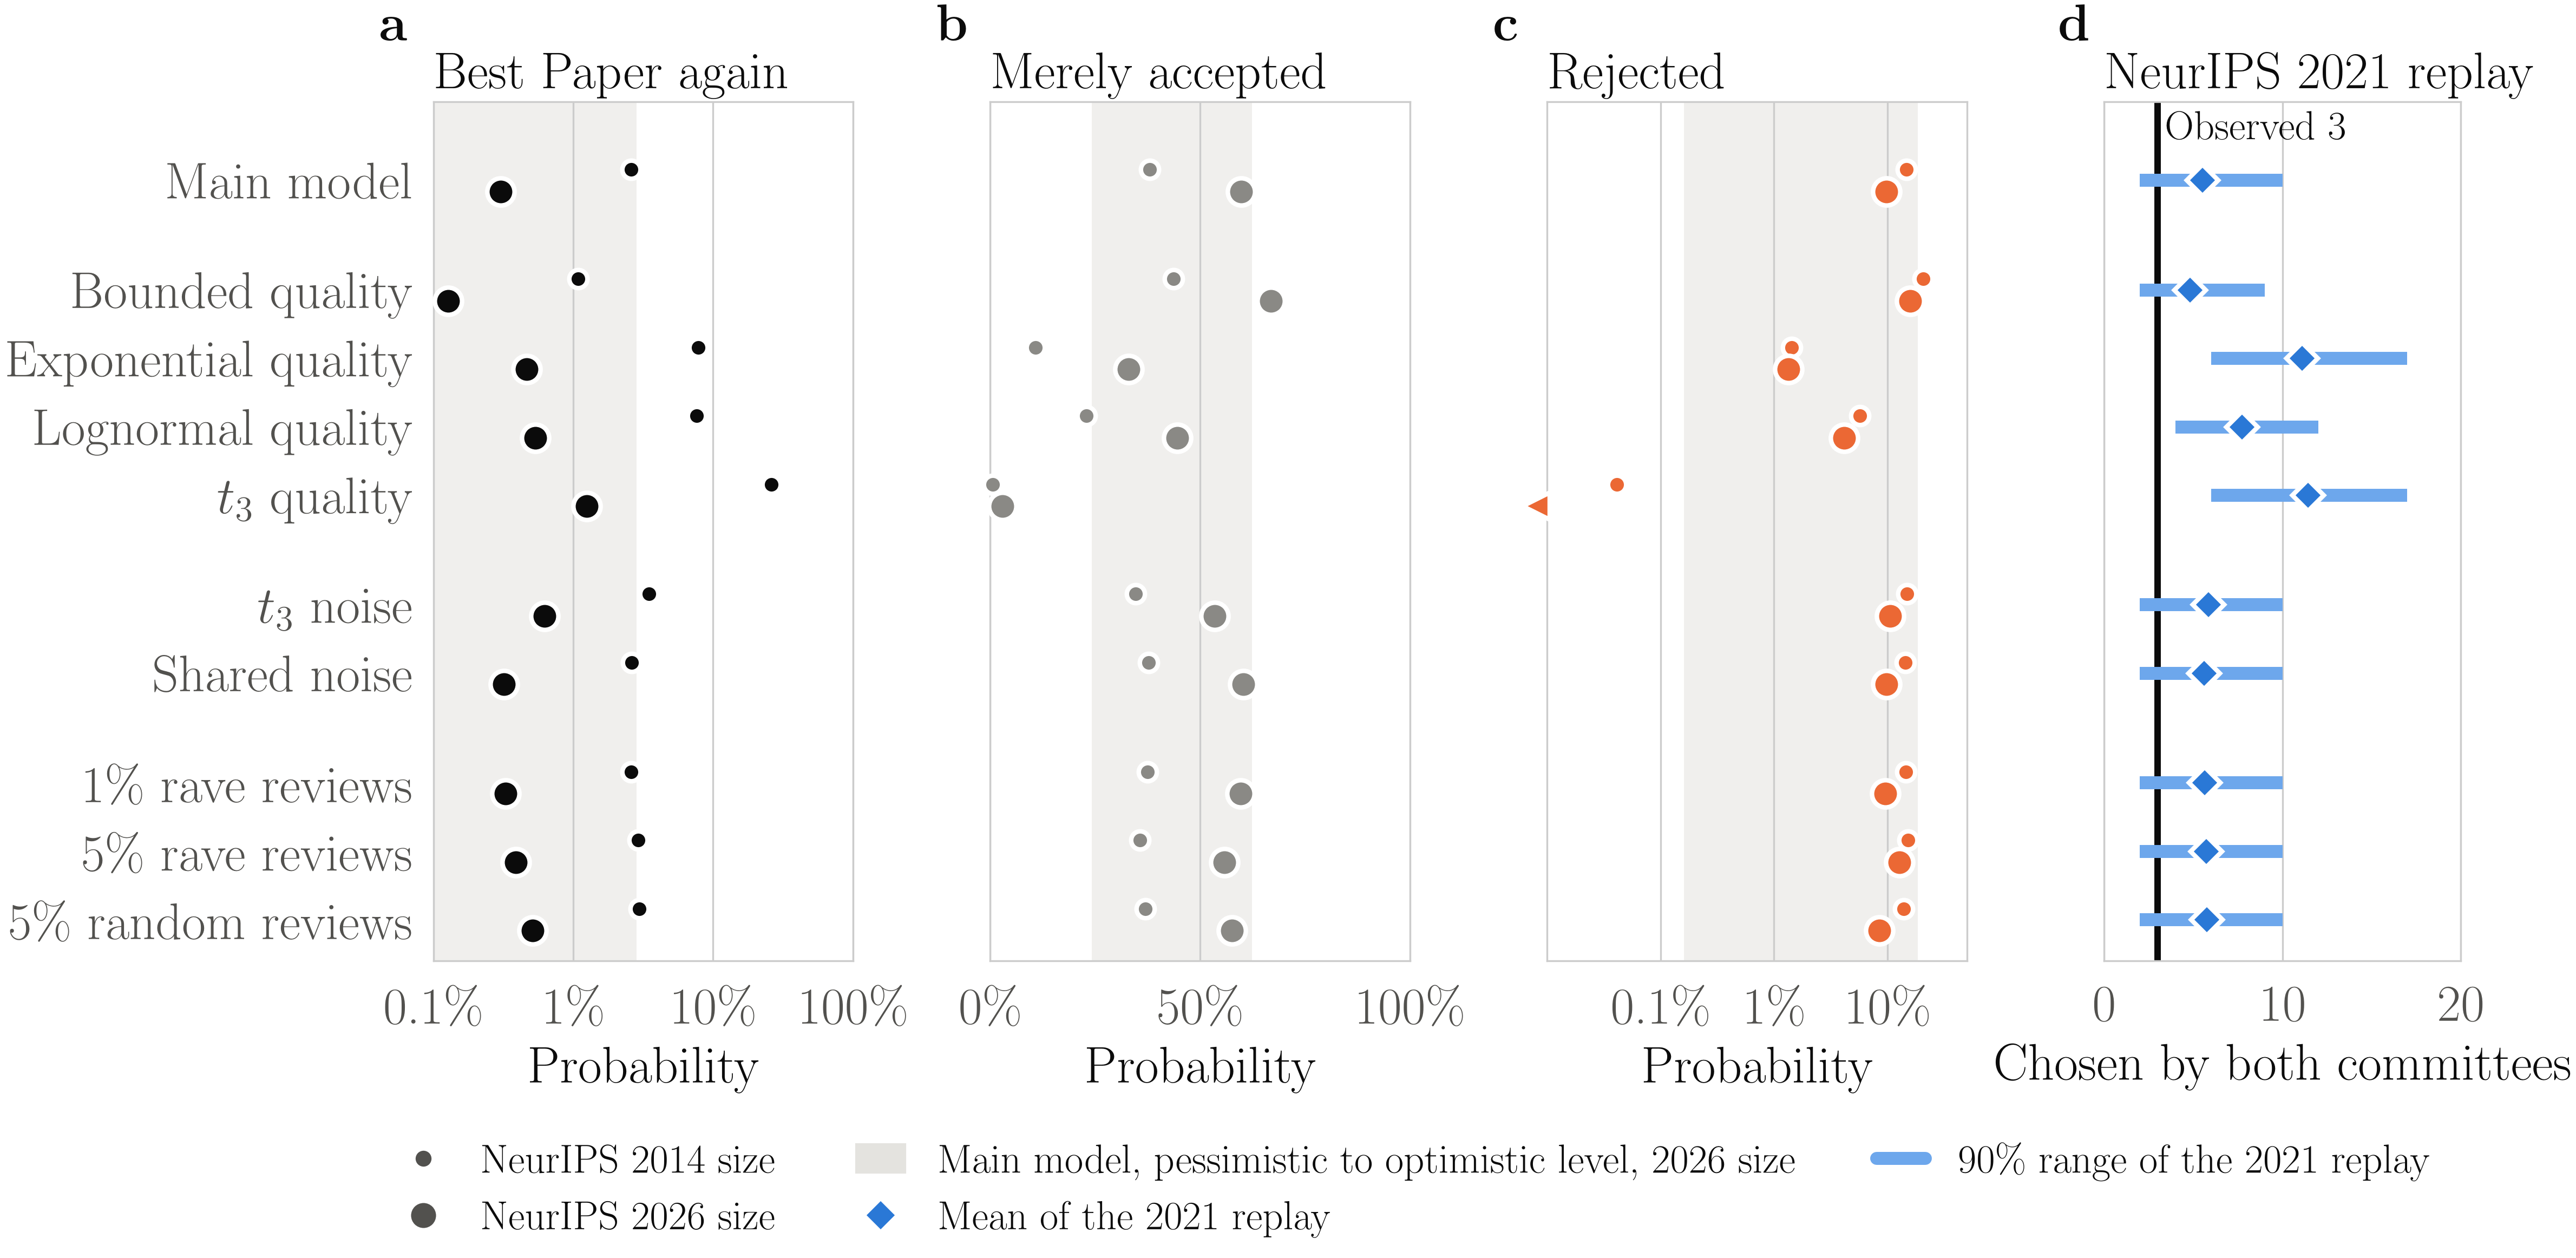 a
Best Paper again
b
Merely accepted
c
Rejected
d
NeurIPS 2021 replay
Observed 3
Main model
Bounded quality
Exponential quality
Lognormal quality
t₃ quality
t₃ noise
Shared noise
1% rave reviews
5% rave reviews
5% random reviews
0.1% 1% 10% 100%
Probability
0% 50% 100%
Probability
0.1% 1% 10%
Probability
0 10 20
Chosen by both committees
NeurIPS 2014 size
NeurIPS 2026 size
Main model, pessimistic to optimistic level, 2026 size
Mean of the 2021 replay
90% range of the 2021 replay